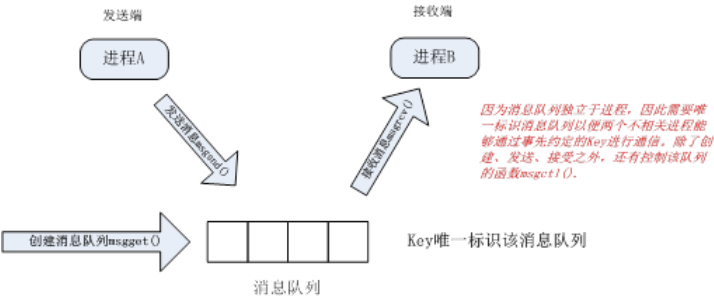 发送端
接收端
进程A
进程B
发送消息msgsnd()
接收消息msgrcv()
因为消息队列独立于进程，因此需要唯
一标识消息队列以便两个不相关进程能
够通过事先约定的Key进行通信。除了创
建、发送、接受之外，还有控制该队列
的函数msgctl().
创建消息队列msgget()
Key唯一标识该消息队列
消息队列